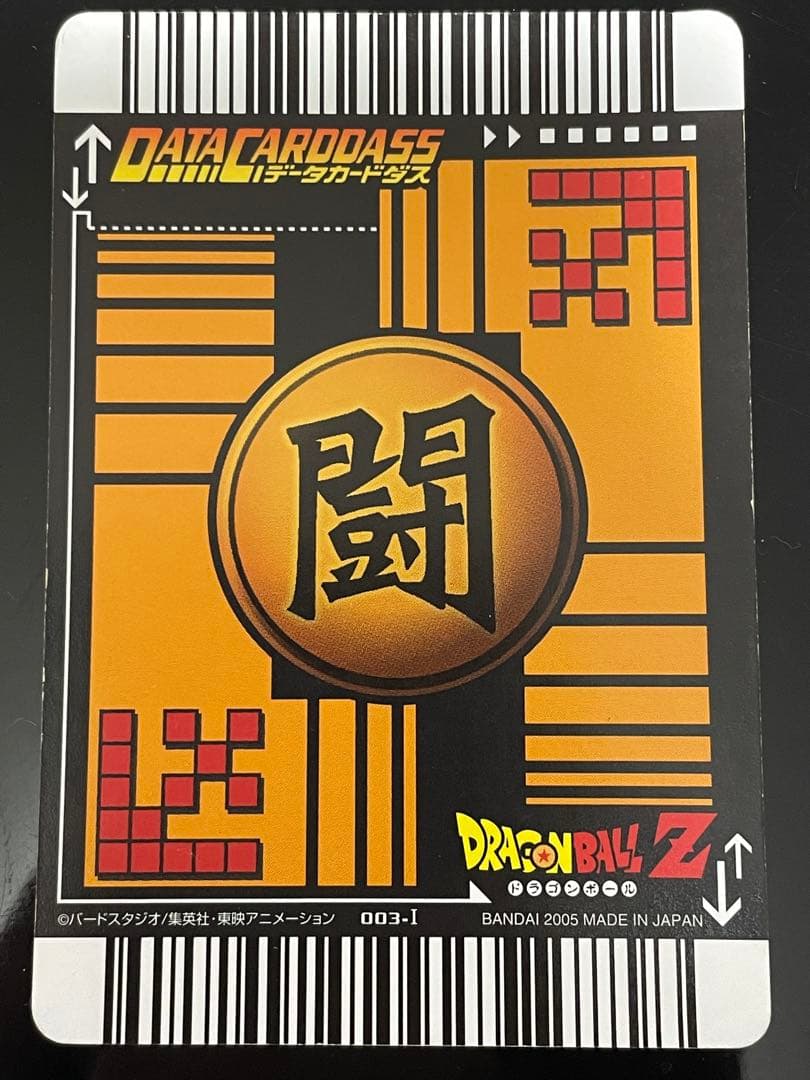 DATACARDDASS
データカードダス
闘
DRAGONBALL Z
ドラゴンボール
©バードスタジオ/集英社・東映アニメーション 003-I BANDAI 2005 MADE IN JAPAN